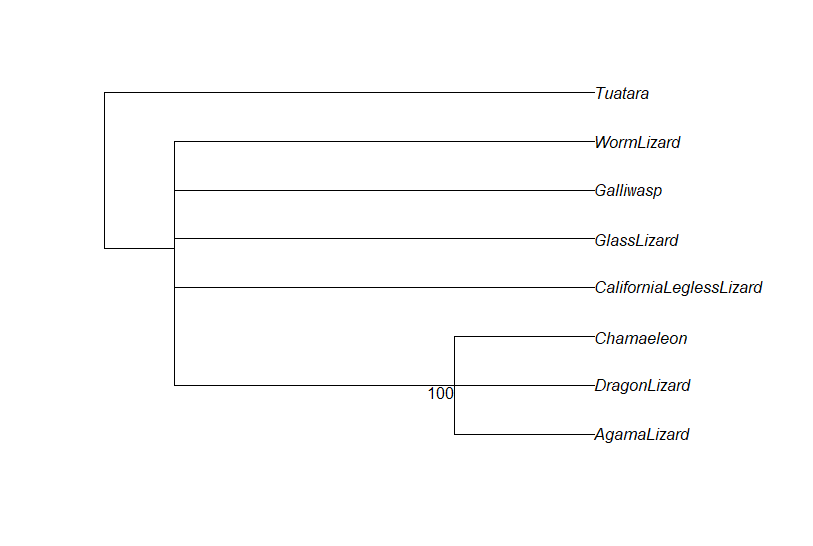 Tuatara
WormLizard
Galliwasp
GlassLizard
CaliforniaLeglessLizard
Chamaeleon
DragonLizard
100
AgamaLizard